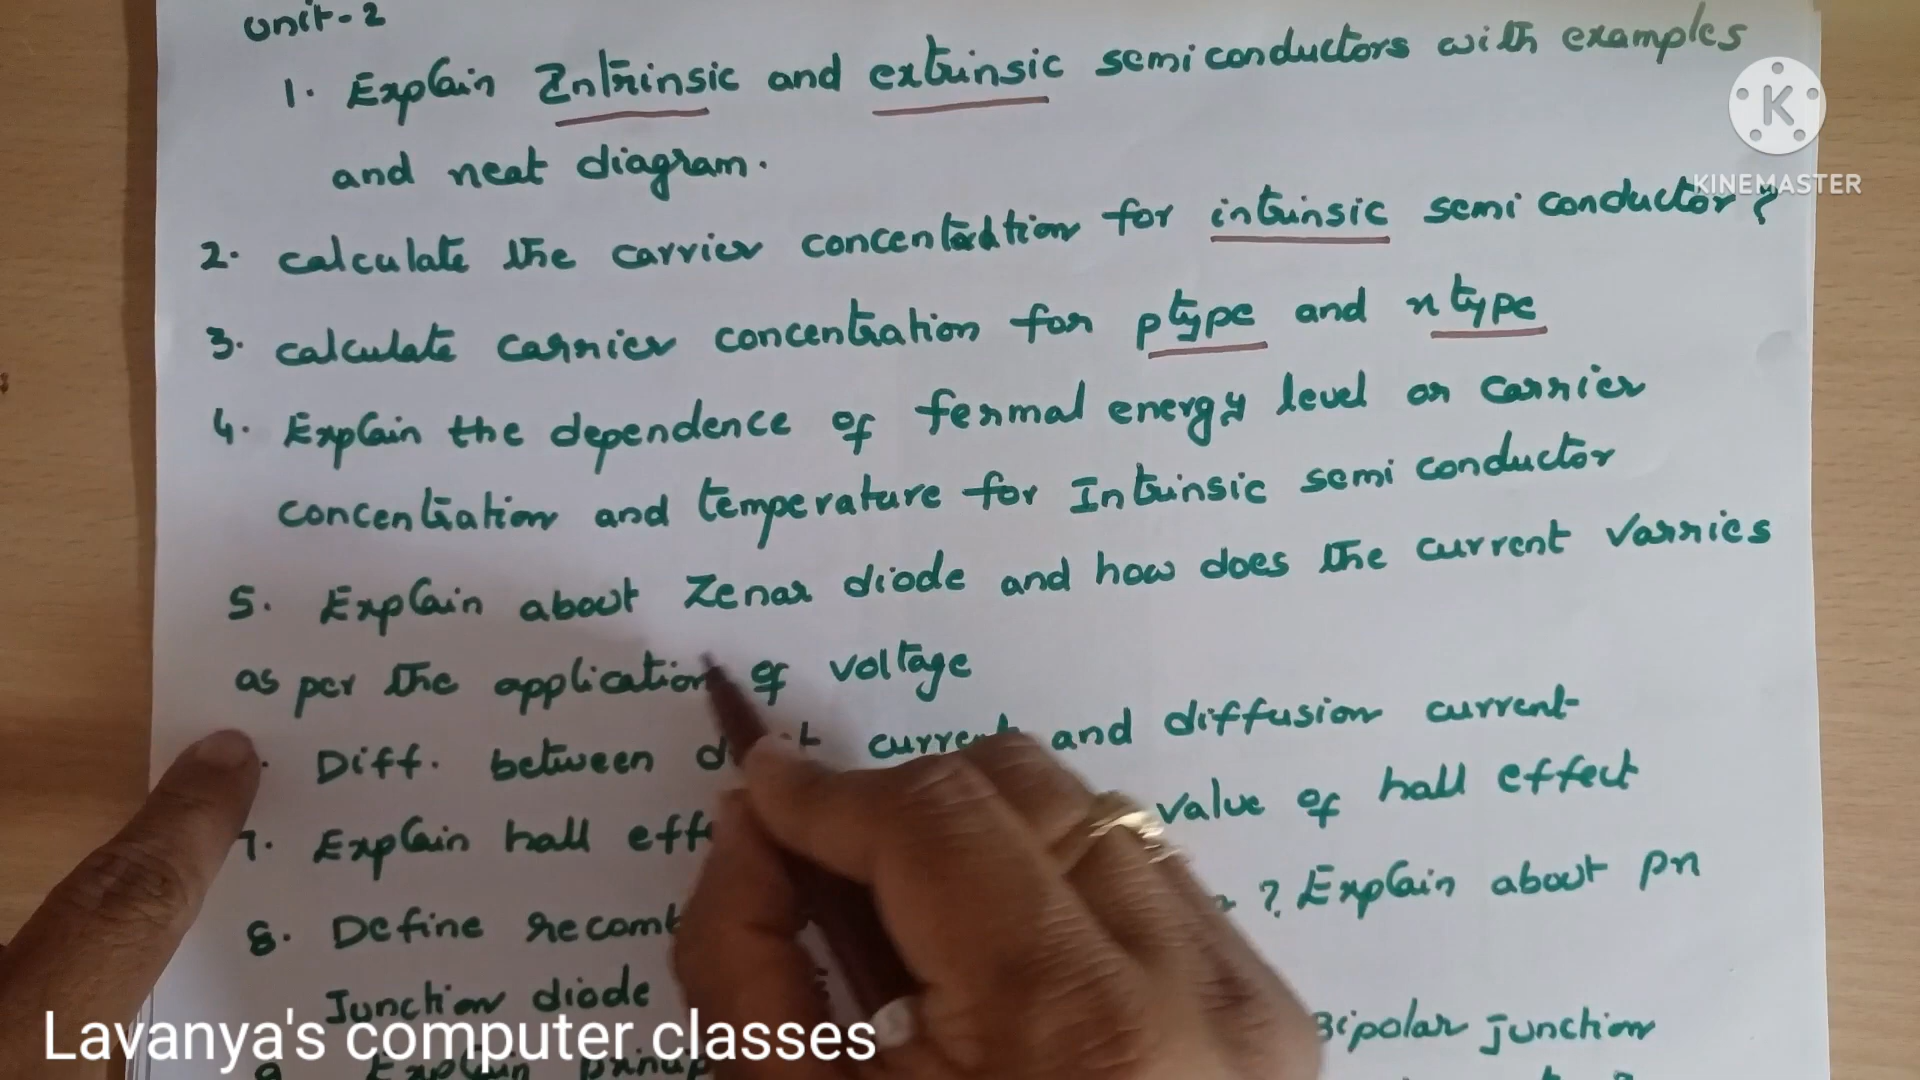 unit-2
1. Explain Intrinsic and extrinsic semiconductors with examples
and neat diagram.
KINEMASTER
2. calculate the carrier concentration for intrinsic semi conductor?
3. calculate carrier concentration for p type and n type
4. Explain the dependence of fermal energy level on carrier
concentration and temperature for Intrinsic semi conductor
5. Explain about Zenar diode and how does the current varries
as per the application of voltage
Diff. between current and diffusion current
7. Explain hall value of hall effect
8. Define ? Explain about pn
Junction diode
Lavanya's computer classes
9. Explain Bipolar junction